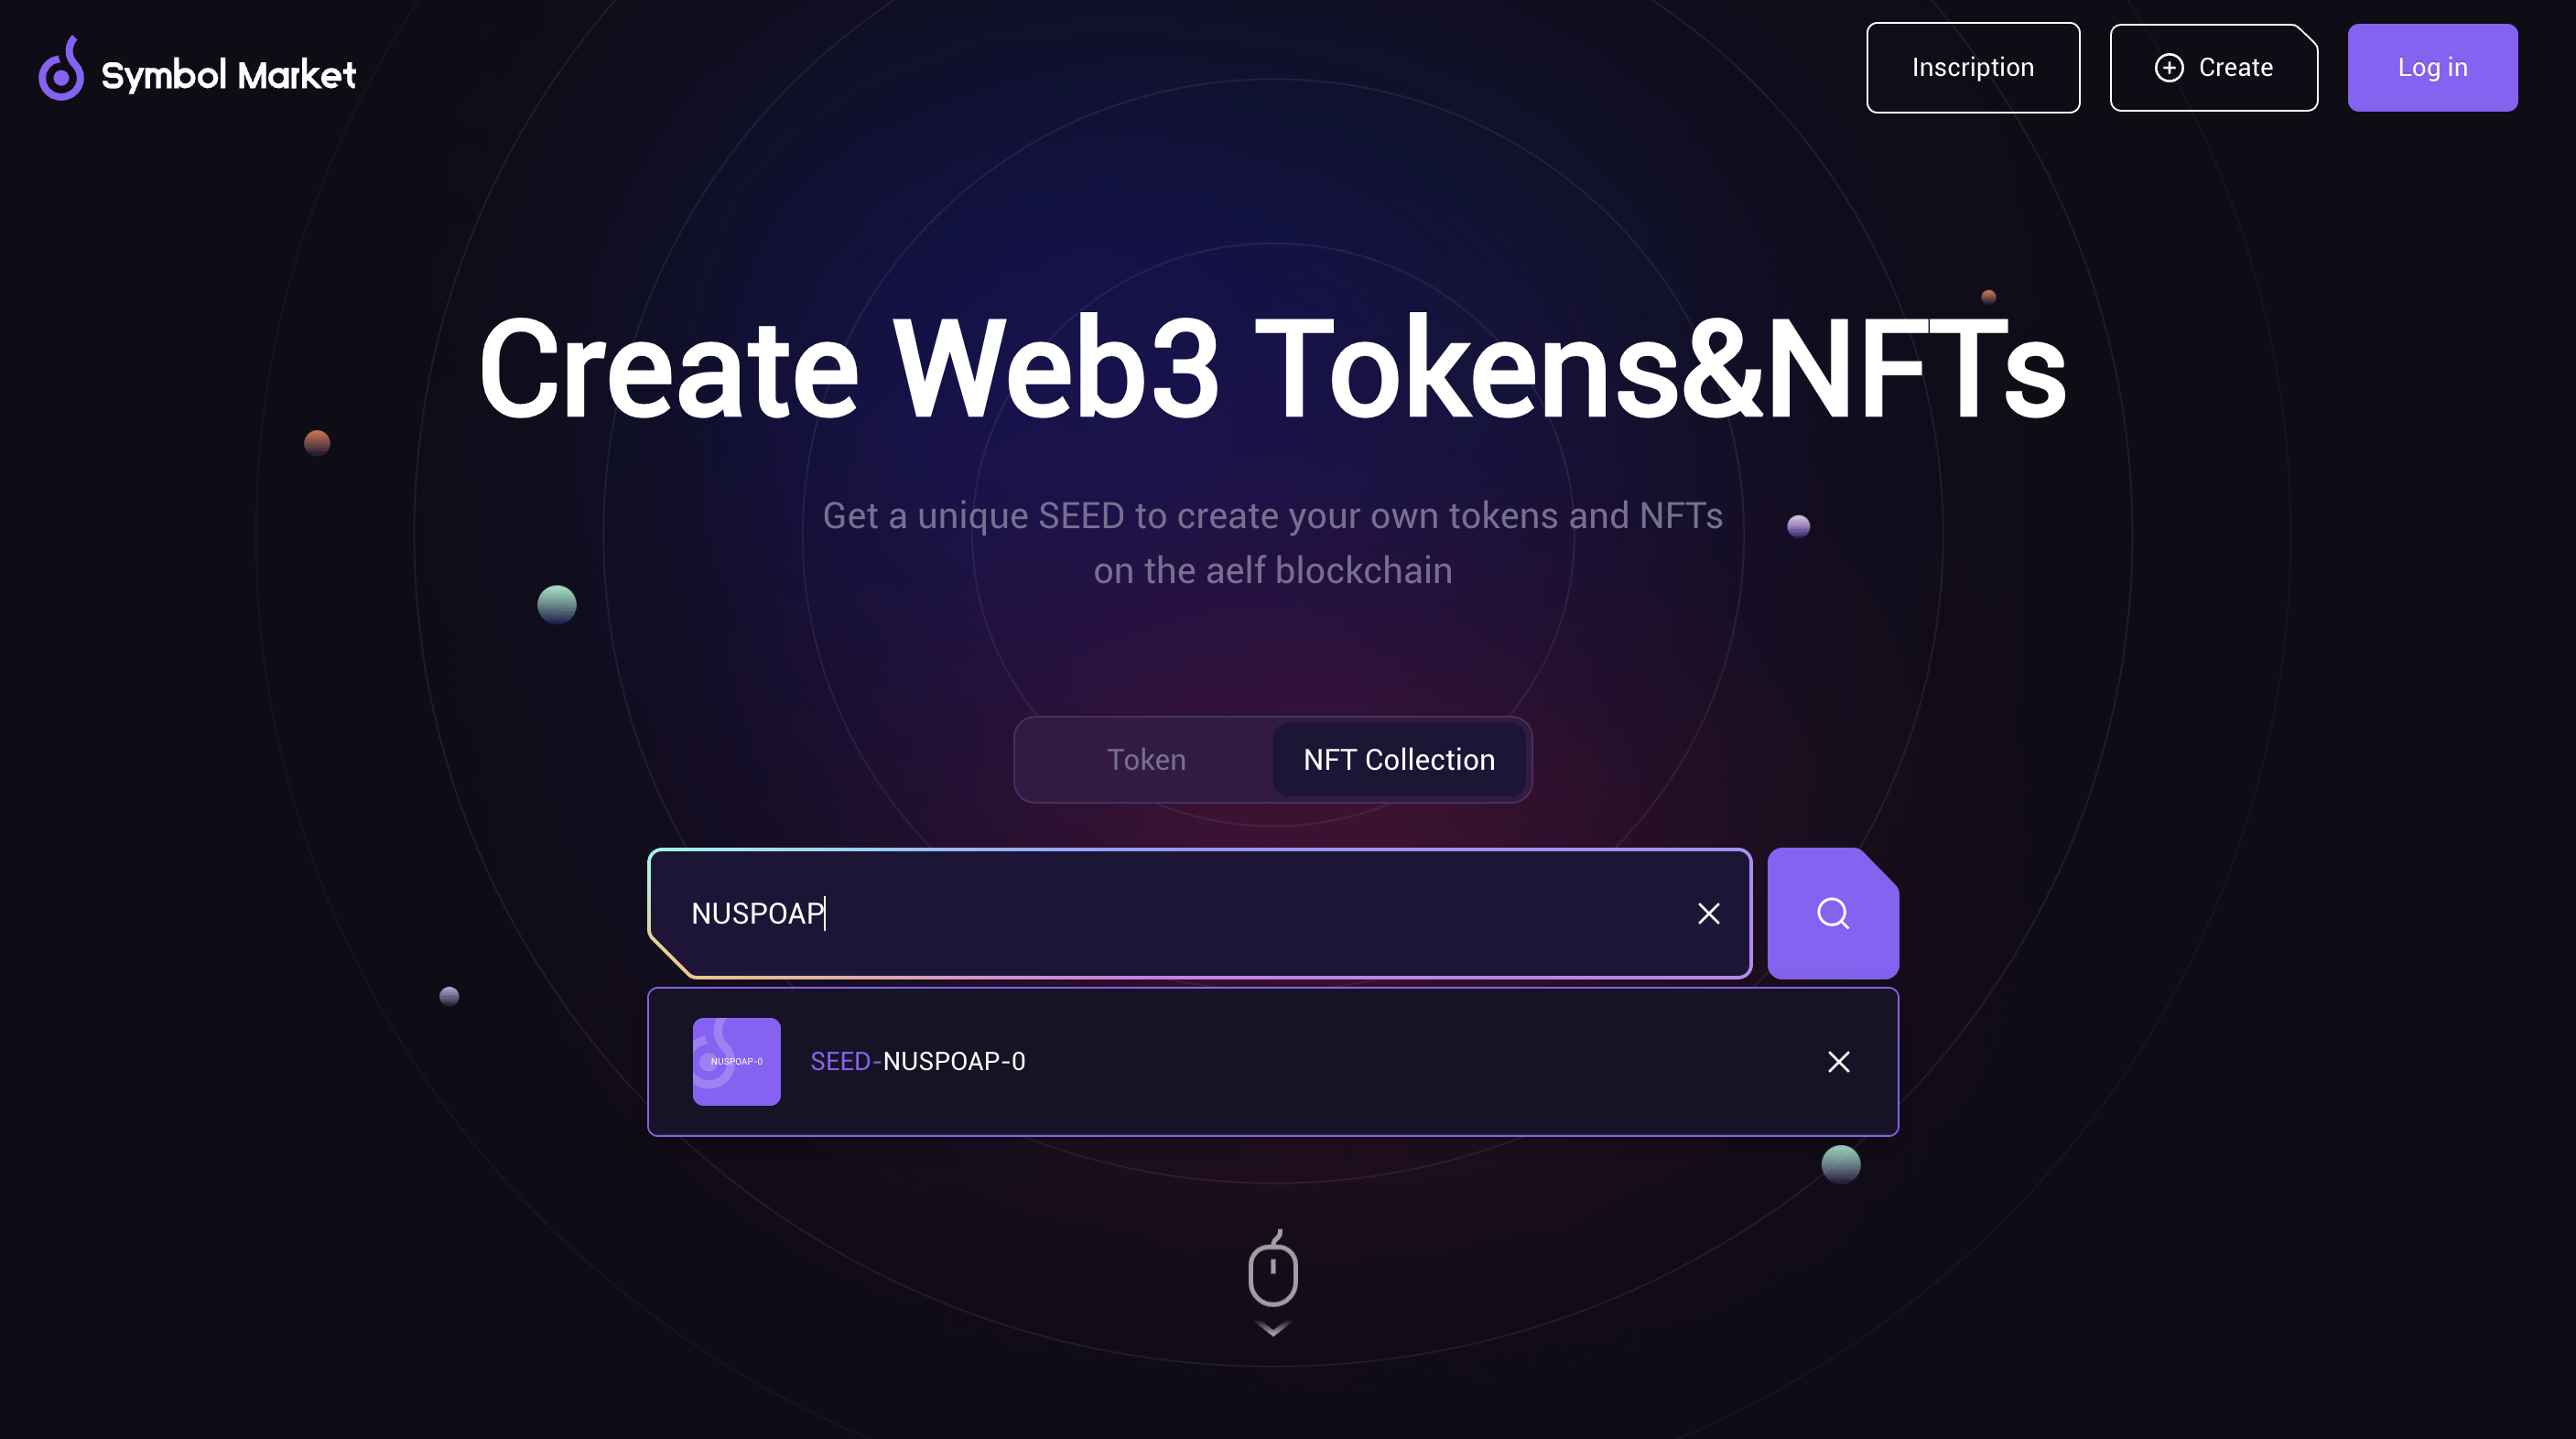 Symbol Market
Inscription
Create
Log in
Create Web3 Tokens&NFTs
Get a unique SEED to create your own tokens and NFTs
on the aelf blockchain
Token
NFT Collection
NUSPOAP
NUSPOAP-0
SEED-NUSPOAP-0